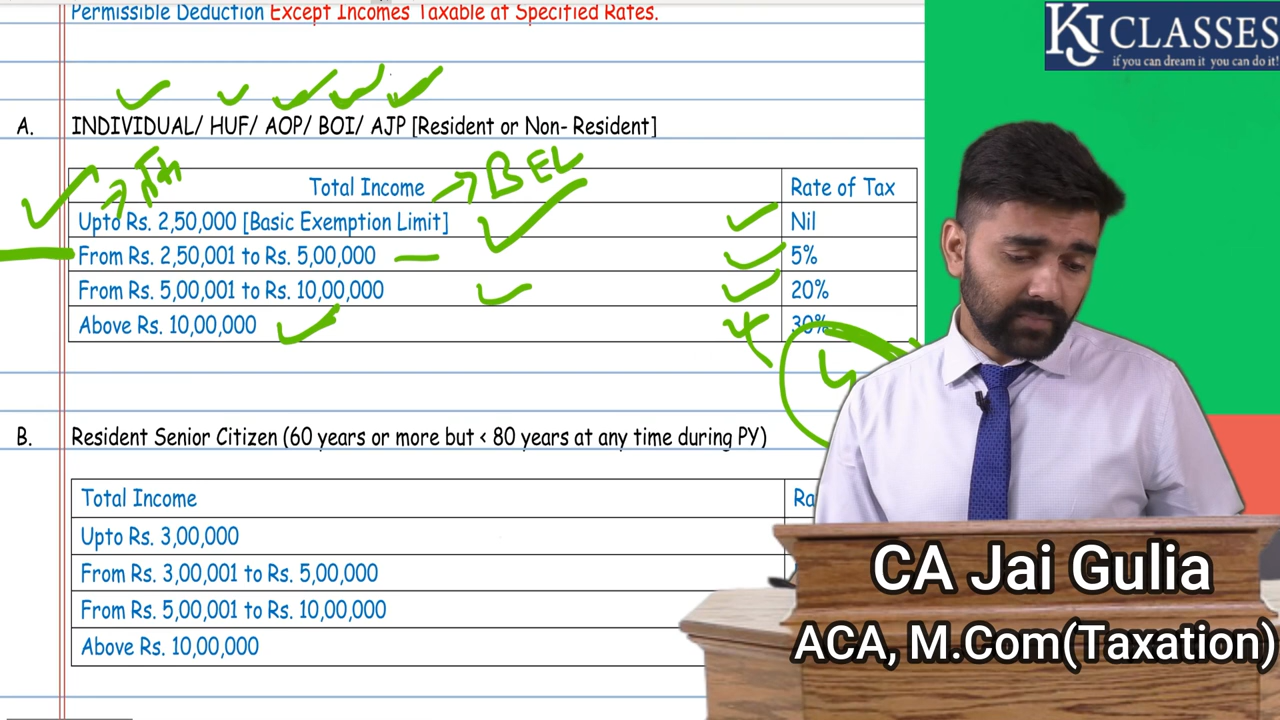 Permissible Deduction Except Incomes Taxable at Specified Rates.
KJ CLASSES
if you can dream it you can do it!
A. INDIVIDUAL/ HUF/ AOP/ BOI/ AJP [Resident or Non- Resident]
Total Income → BEL Rate of Tax
Upto Rs. 2,50,000 [Basic Exemption Limit] Nil
From Rs. 2,50,001 to Rs. 5,00,000 5%
From Rs. 5,00,001 to Rs. 10,00,000 20%
Above Rs. 10,00,000 30%
B. Resident Senior Citizen (60 years or more but < 80 years at any time during PY)
Total Income Ra
Upto Rs. 3,00,000
From Rs. 3,00,001 to Rs. 5,00,000
From Rs. 5,00,001 to Rs. 10,00,000
Above Rs. 10,00,000
CA Jai Gulia
ACA, M.Com(Taxation)